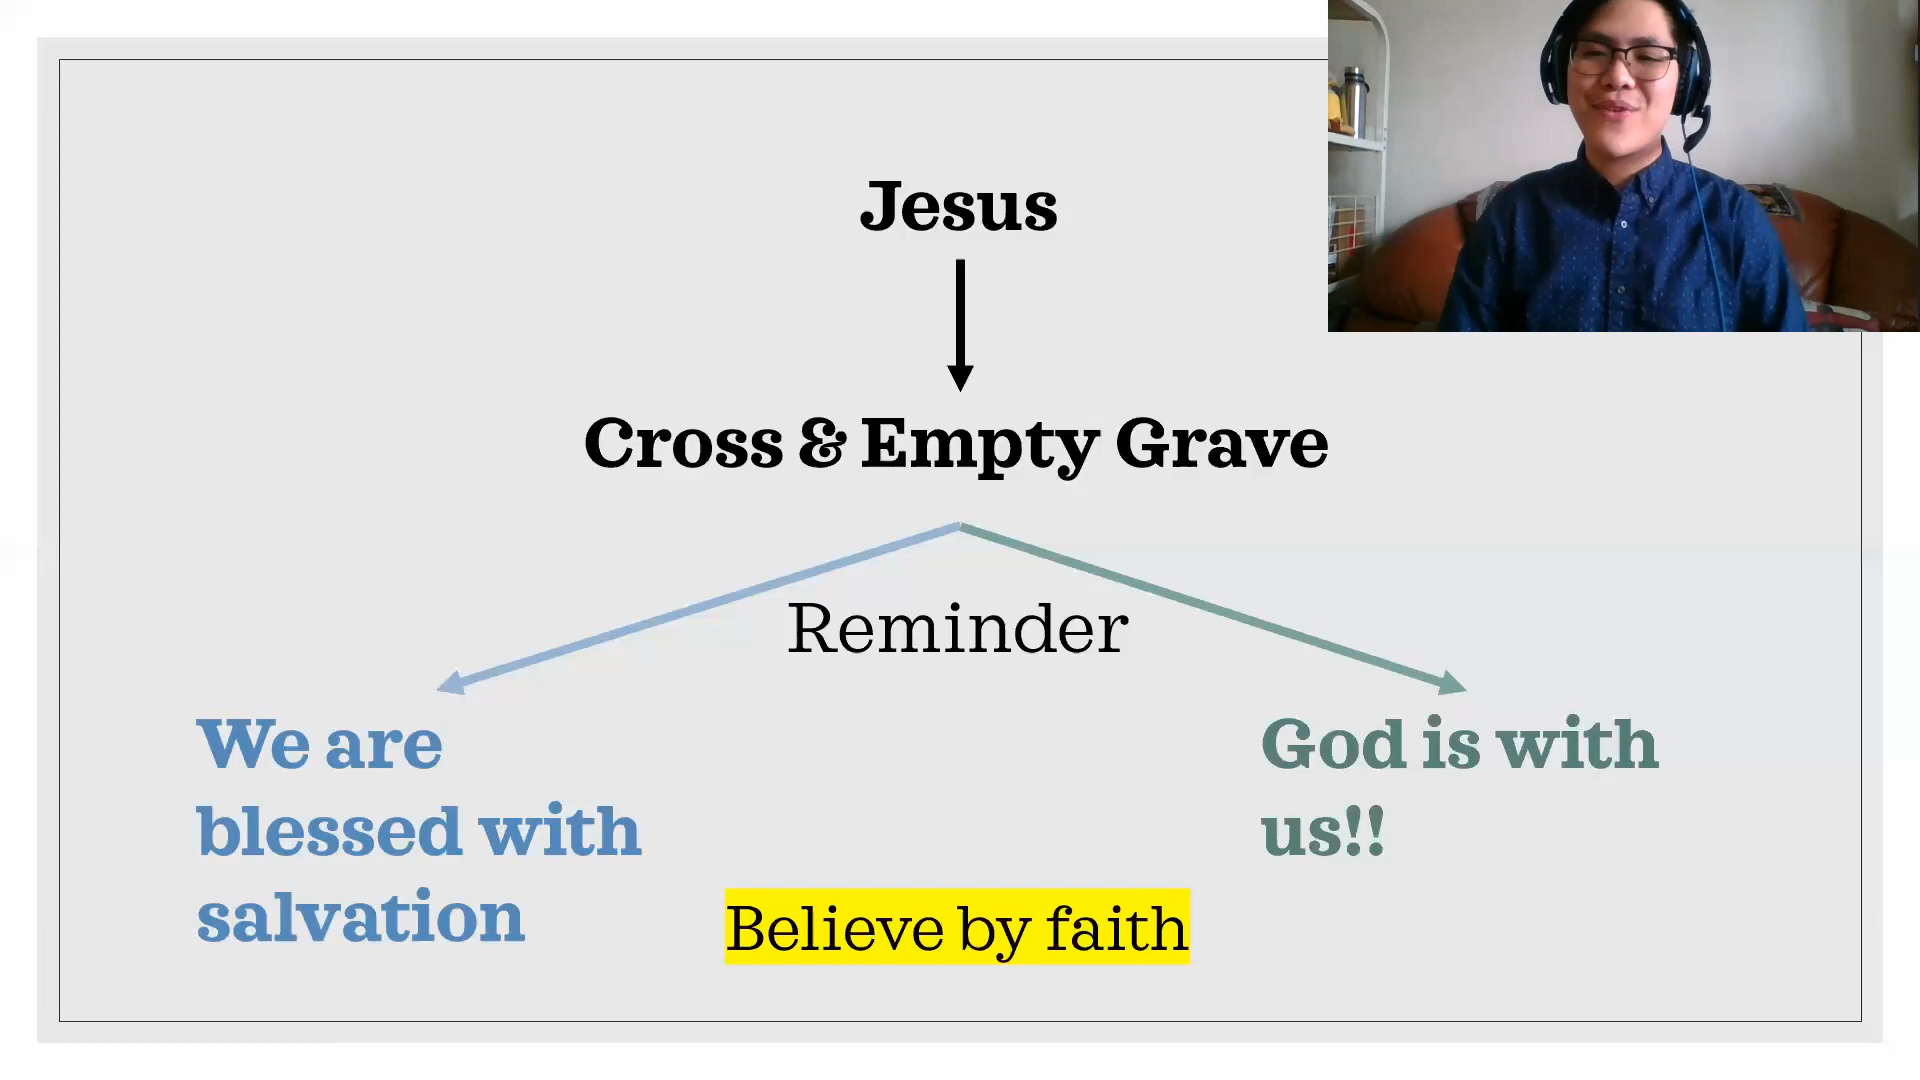 Jesus
Cross & Empty Grave
Reminder
We are
blessed with
salvation
God is with
us!!
Believe by faith